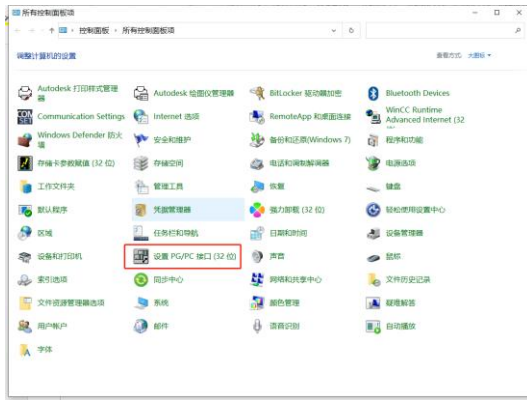 所有控制面板项
控制面板 › 所有控制面板项
调整计算机的设置
查看方式: 大图标
Autodesk 打印样式管理器
Autodesk 绘图仪管理器
BitLocker 驱动器加密
Bluetooth Devices
Communication Settings
Internet 选项
RemoteApp 和桌面连接
WinCC Runtime
Advanced Internet (32
Windows Defender 防火墙
安全和维护
备份和还原(Windows 7)
程序和功能
存储卡参数赋值 (32 位)
存储空间
电话和调制解调器
电源选项
工作文件夹
管理工具
恢复
键盘
默认程序
凭据管理器
强力卸载 (32 位)
轻松使用设置中心
区域
任务栏和导航
日期和时间
设备管理器
设备和打印机
设置 PG/PC 接口 (32 位)
声音
鼠标
索引选项
同步中心
网络和共享中心
文件历史记录
文件资源管理器选项
系统
颜色管理
疑难解答
用户帐户
邮件
语音识别
自动播放
字体